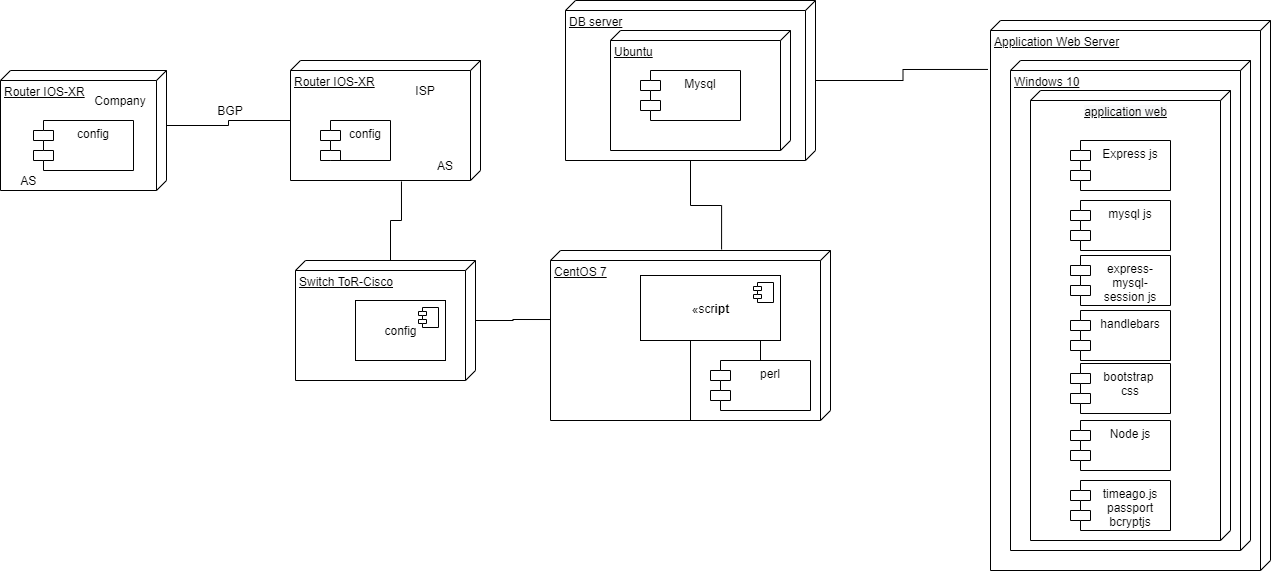 Router IOS-XR
Company
config
AS
BGP
Router IOS-XR
ISP
config
AS
Switch ToR-Cisco
config
DB server
Ubuntu
Mysql
CentOS 7
«script
perl
Application Web Server
Windows 10
application web
Express js
mysql js
express-
mysql-
session js
handlebars
bootstrap
css
Node js
timeago.js
passport
bcryptjs